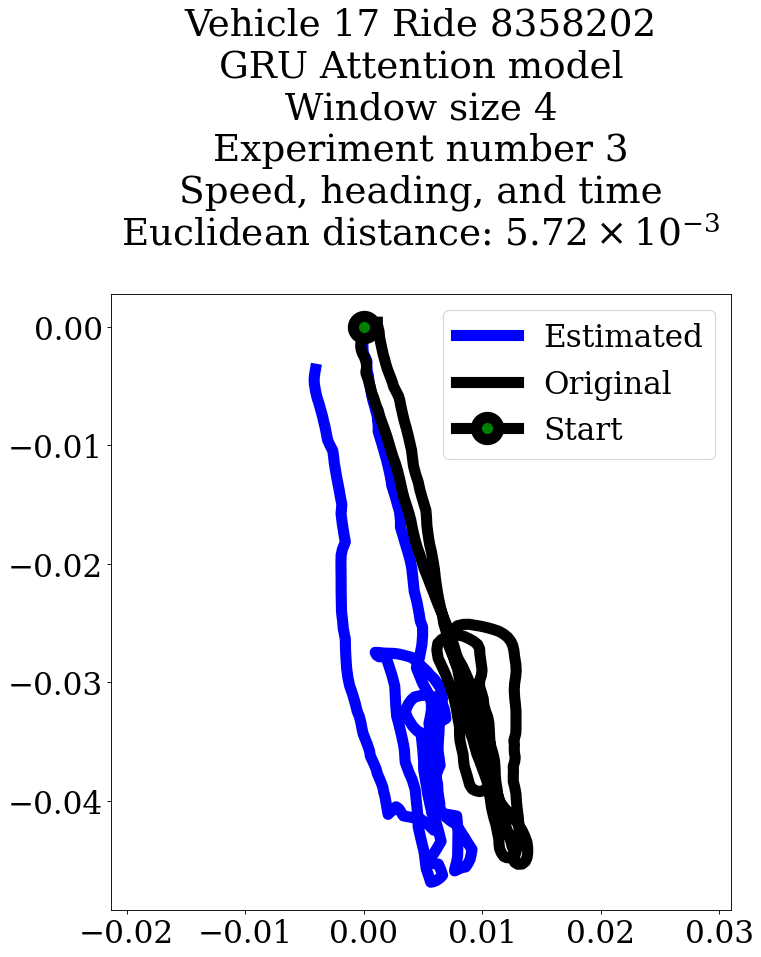 Vehicle 17 Ride 8358202
GRU Attention model
Window size 4
Experiment number 3
Speed, heading, and time
Euclidean distance: 5.72 × 10⁻³
Estimated
Original
Start
0.00
−0.01
−0.02
−0.03
−0.04
−0.02 −0.01 0.00 0.01 0.02 0.03